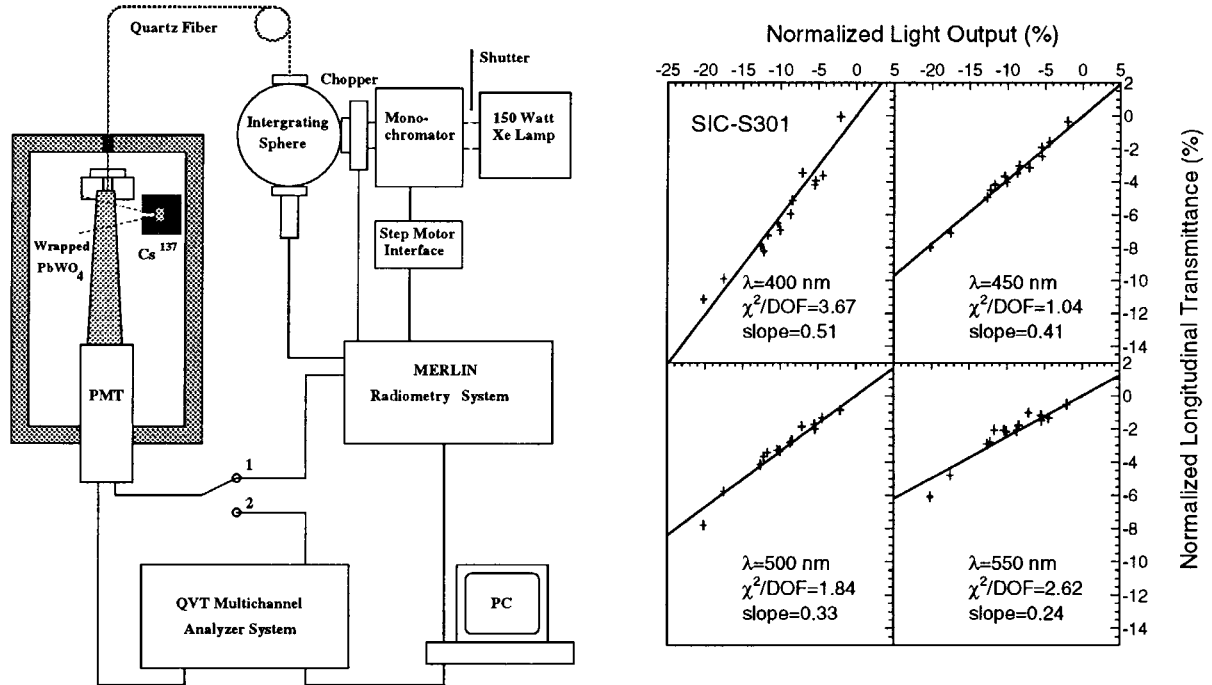 Quartz Fiber
Shutter
Chopper
Intergrating
Sphere
Mono-
chromator
150 Watt
Xe Lamp
Step Motor
Interface
Wrapped
PbWO4
Cs 137
PMT
MERLIN
Radiometry System
1
2
QVT Multichannel
Analyzer System
PC
Normalized Light Output (%)
-25 -20 -15 -10 -5 0 -20 -15 -10 -5 0 5
SIC-S301
λ=400 nm
χ²/DOF=3.67
slope=0.51
λ=450 nm
χ²/DOF=1.04
slope=0.41
2
0
-2
-4
-6
-8
-10
-12
-14
λ=500 nm
χ²/DOF=1.84
slope=0.33
λ=550 nm
χ²/DOF=2.62
slope=0.24
2
0
-2
-4
-6
-8
-10
-12
-14
Normalized Longitudinal Transmittance (%)